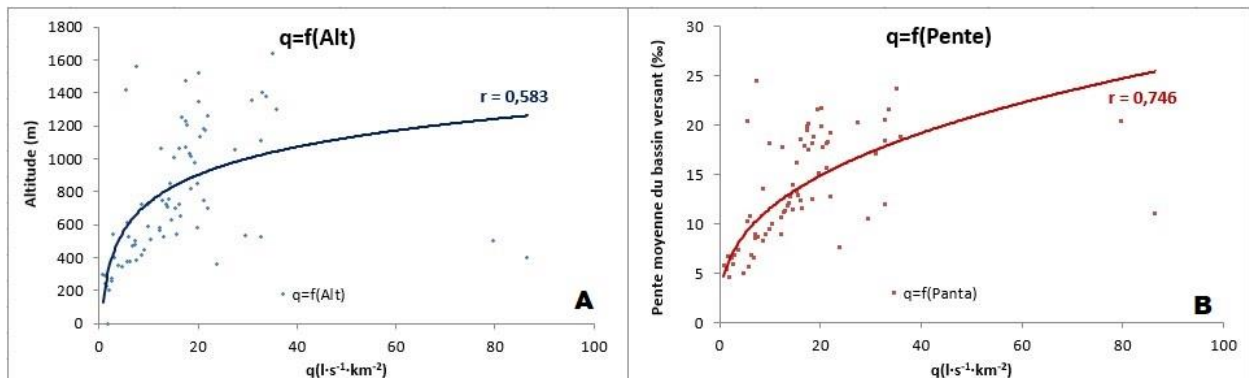 q=f(Alt)
1800
1600
1400
1200
1000
800
600
400
200
0
Altitude (m)
r = 0,583
q=f(Alt)
A
0 20 40 60 80 100
q(l·s⁻¹·km⁻²)
q=f(Pente)
30
25
20
15
10
5
0
Pente moyenne du bassin versant (‰)
r = 0,746
q=f(Panta)
B
0 20 40 60 80 100
q(l·s⁻¹·km⁻²)